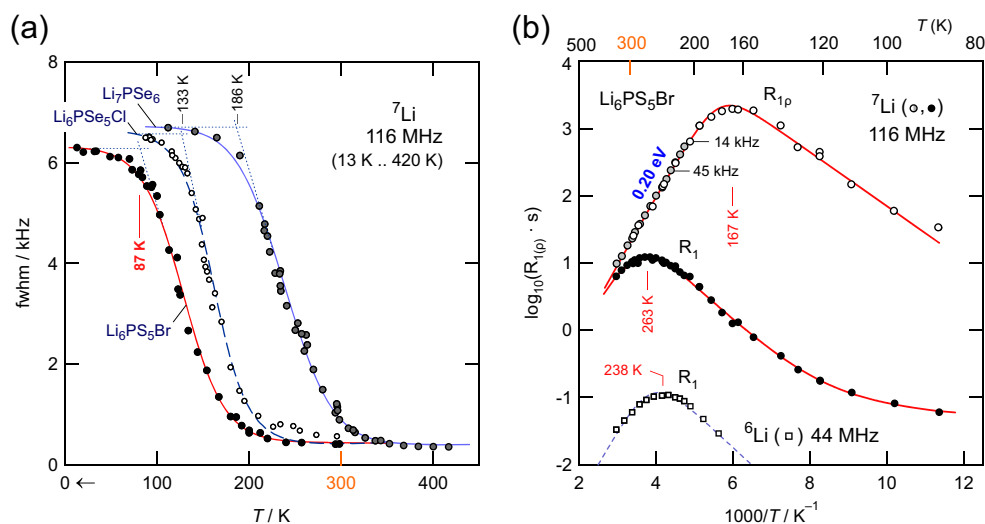 (a)
8
6
4
2
0
fwhm / kHz
Li₇PSe₆
Li₆PSe₅Cl
133 K
186 K
⁷Li
116 MHz
(13 K .. 420 K)
87 K
Li₆PS₅Br
0 ←
100
200
300
400
T / K
(b)
T (K)
500
300
200
160
120
100
80
4
3
2
1
0
-1
-2
log₁₀(R₁₍ρ₎ · s)
Li₆PS₅Br
R₁ρ
⁷Li (○,●)
116 MHz
14 kHz
0.20 eV
45 kHz
167 K
R₁
263 K
238 K
R₁
⁶Li (□) 44 MHz
2
4
6
8
10
12
1000/T / K⁻¹